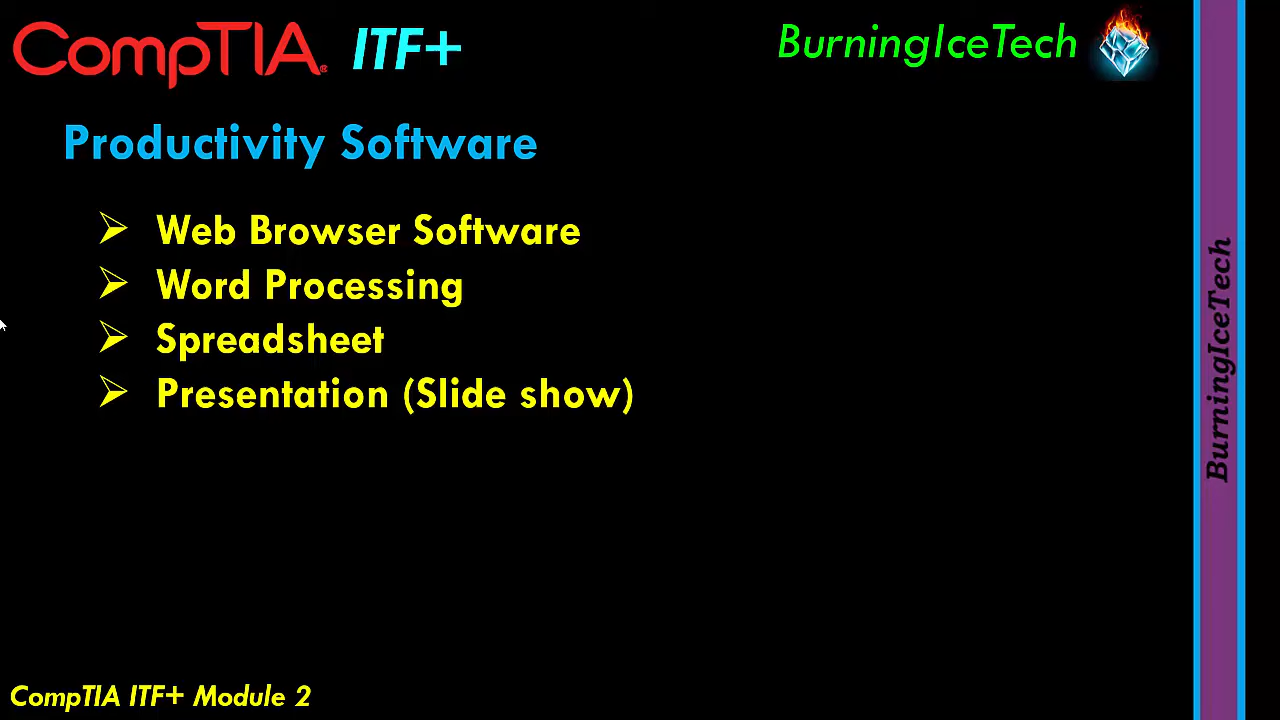 CompTIA® ITF+
BurningIceTech
Productivity Software
Web Browser Software
Word Processing
Spreadsheet
Presentation (Slide show)
BurningIceTech
CompTIA ITF+ Module 2